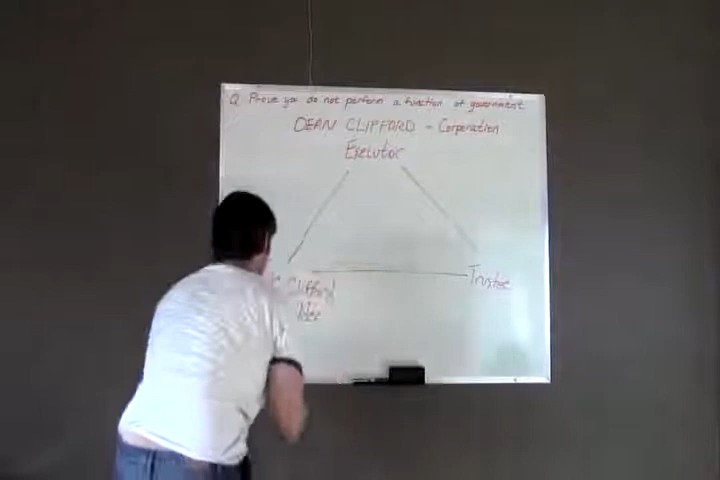 Q Prove you do not perform a function of government
DEAN CLIFFORD - Corporation
Executor
Clifford
Trustee